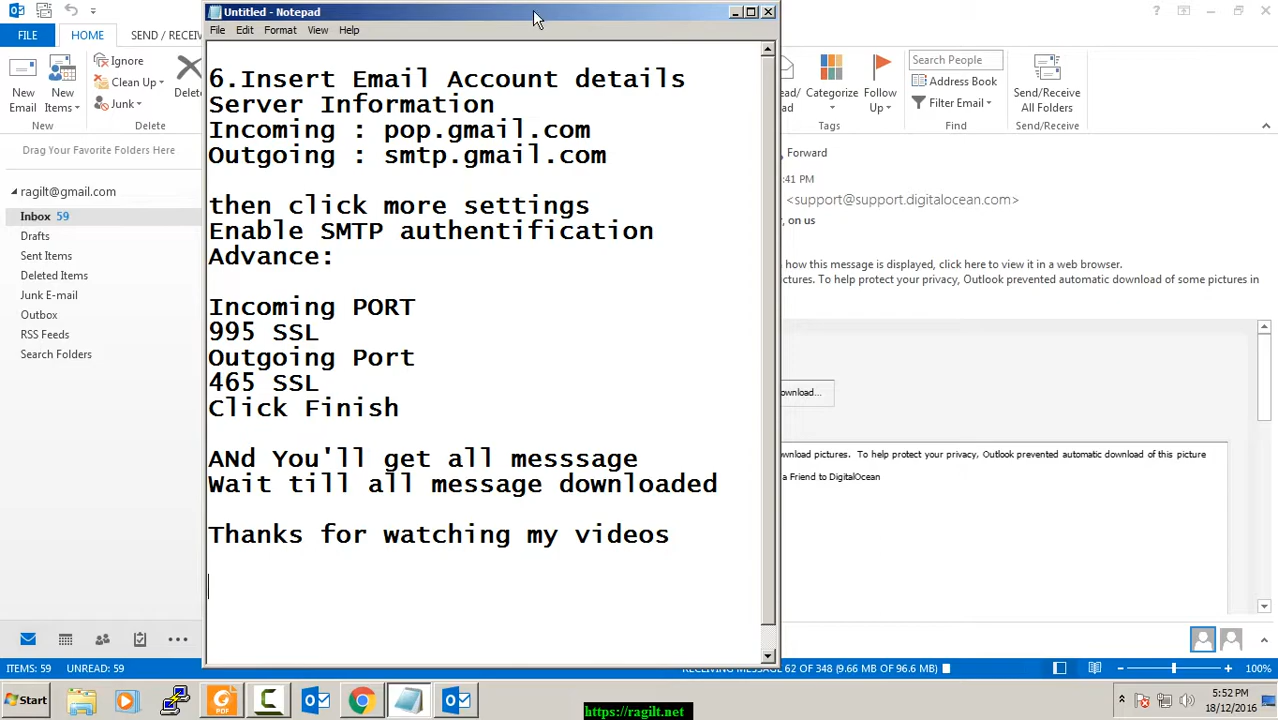 Untitled - Notepad
File Edit Format View Help
6.Insert Email Account details
Server Information
Incoming : pop.gmail.com
Outgoing : smtp.gmail.com
then click more settings
Enable SMTP authentification
Advance:
Incoming PORT
995 SSL
Outgoing Port
465 SSL
Click Finish
ANd You'll get all messsage
Wait till all message downloaded
Thanks for watching my videos
FILE HOME SEND / RECEI
New Email
New Items
New
Ignore
Clean Up
Junk
Delete
Delete
Drag Your Favorite Folders Here
ragilt@gmail.com
Inbox 59
Drafts
Sent Items
Deleted Items
Junk E-mail
Outbox
RSS Feeds
Search Folders
ad
Categorize
Follow Up
Tags
Search People
Address Book
Filter Email
Find
Send/Receive All Folders
Send/Receive
Forward
:41 PM
<support@support.digitalocean.com>
, on us
how this message is displayed, click here to view it in a web browser.
ctures. To help protect your privacy, Outlook prevented automatic download of some pictures in
ownload...
wnload pictures. To help protect your privacy, Outlook prevented automatic download of this picture
a Friend to DigitalOcean
ITEMS: 59 UNREAD: 59
RECEIVING MESSAGE 62 OF 348 (9.66 MB OF 96.6 MB)
100%
Start
PDF
https://ragilt.net
5:52 PM
18/12/2016